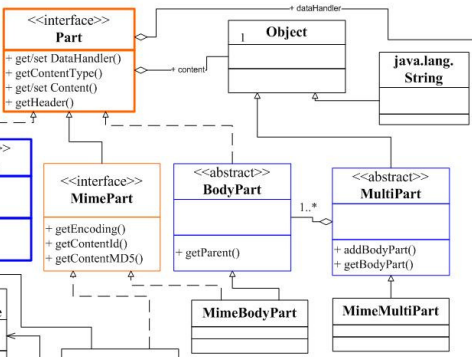 + dataHandler
<<interface>>
Part
+ get/set DataHandler()
+ getContentType()
+ get/set Content()
+ getHeader()
+ content
1
Object
java.lang.
String
>>
<<interface>>
MimePart
+ getEncoding()
+ getContentId()
+ getContentMD5()
<<abstract>>
BodyPart
+ getParent()
1..*
<<abstract>>
MultiPart
+ addBodyPart()
+ getBodyPart()
MimeBodyPart
MimeMultiPart
e